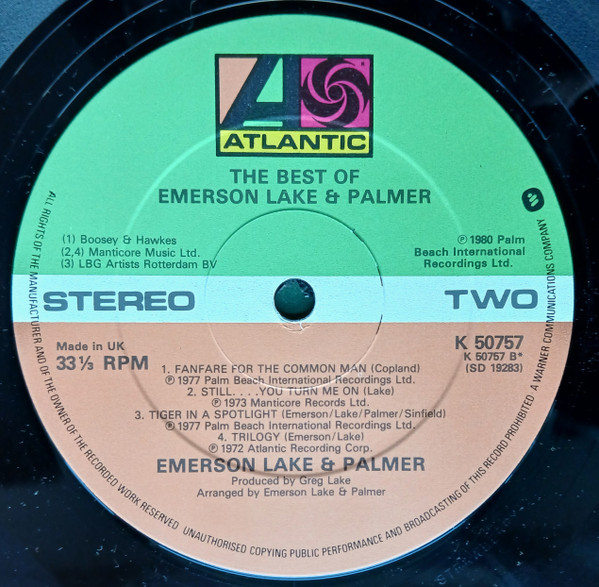 ATLANTIC
THE BEST OF
EMERSON LAKE & PALMER
(1) Boosey & Hawkes
(2,4) Manticore Music Ltd.
(3) LBG Artists Rotterdam BV
℗ 1980 Palm
Beach International
Recordings Ltd.
STEREO
TWO
Made in UK
33⅓ RPM
K 50757
K 50757 B*
(SD 19283)
1. FANFARE FOR THE COMMON MAN (Copland)
℗ 1977 Palm Beach International Recordings Ltd.
2. STILL. . . .YOU TURN ME ON (Lake)
℗ 1973 Manticore Records Ltd.
3. TIGER IN A SPOTLIGHT (Emerson/Lake/Palmer/Sinfield)
℗ 1977 Palm Beach International Recordings Ltd.
4. TRILOGY (Emerson/Lake)
℗ 1972 Atlantic Recording Corp.
EMERSON LAKE & PALMER
Produced by Greg Lake
Arranged by Emerson Lake & Palmer
ALL RIGHTS OF THE MANUFACTURER AND OF THE OWNER OF THE RECORDED WORK RESERVED UNAUTHORISED COPYING PUBLIC PERFORMANCE AND BROADCASTING OF THIS RECORD PROHIBITED A WARNER COMMUNICATIONS COMPANY